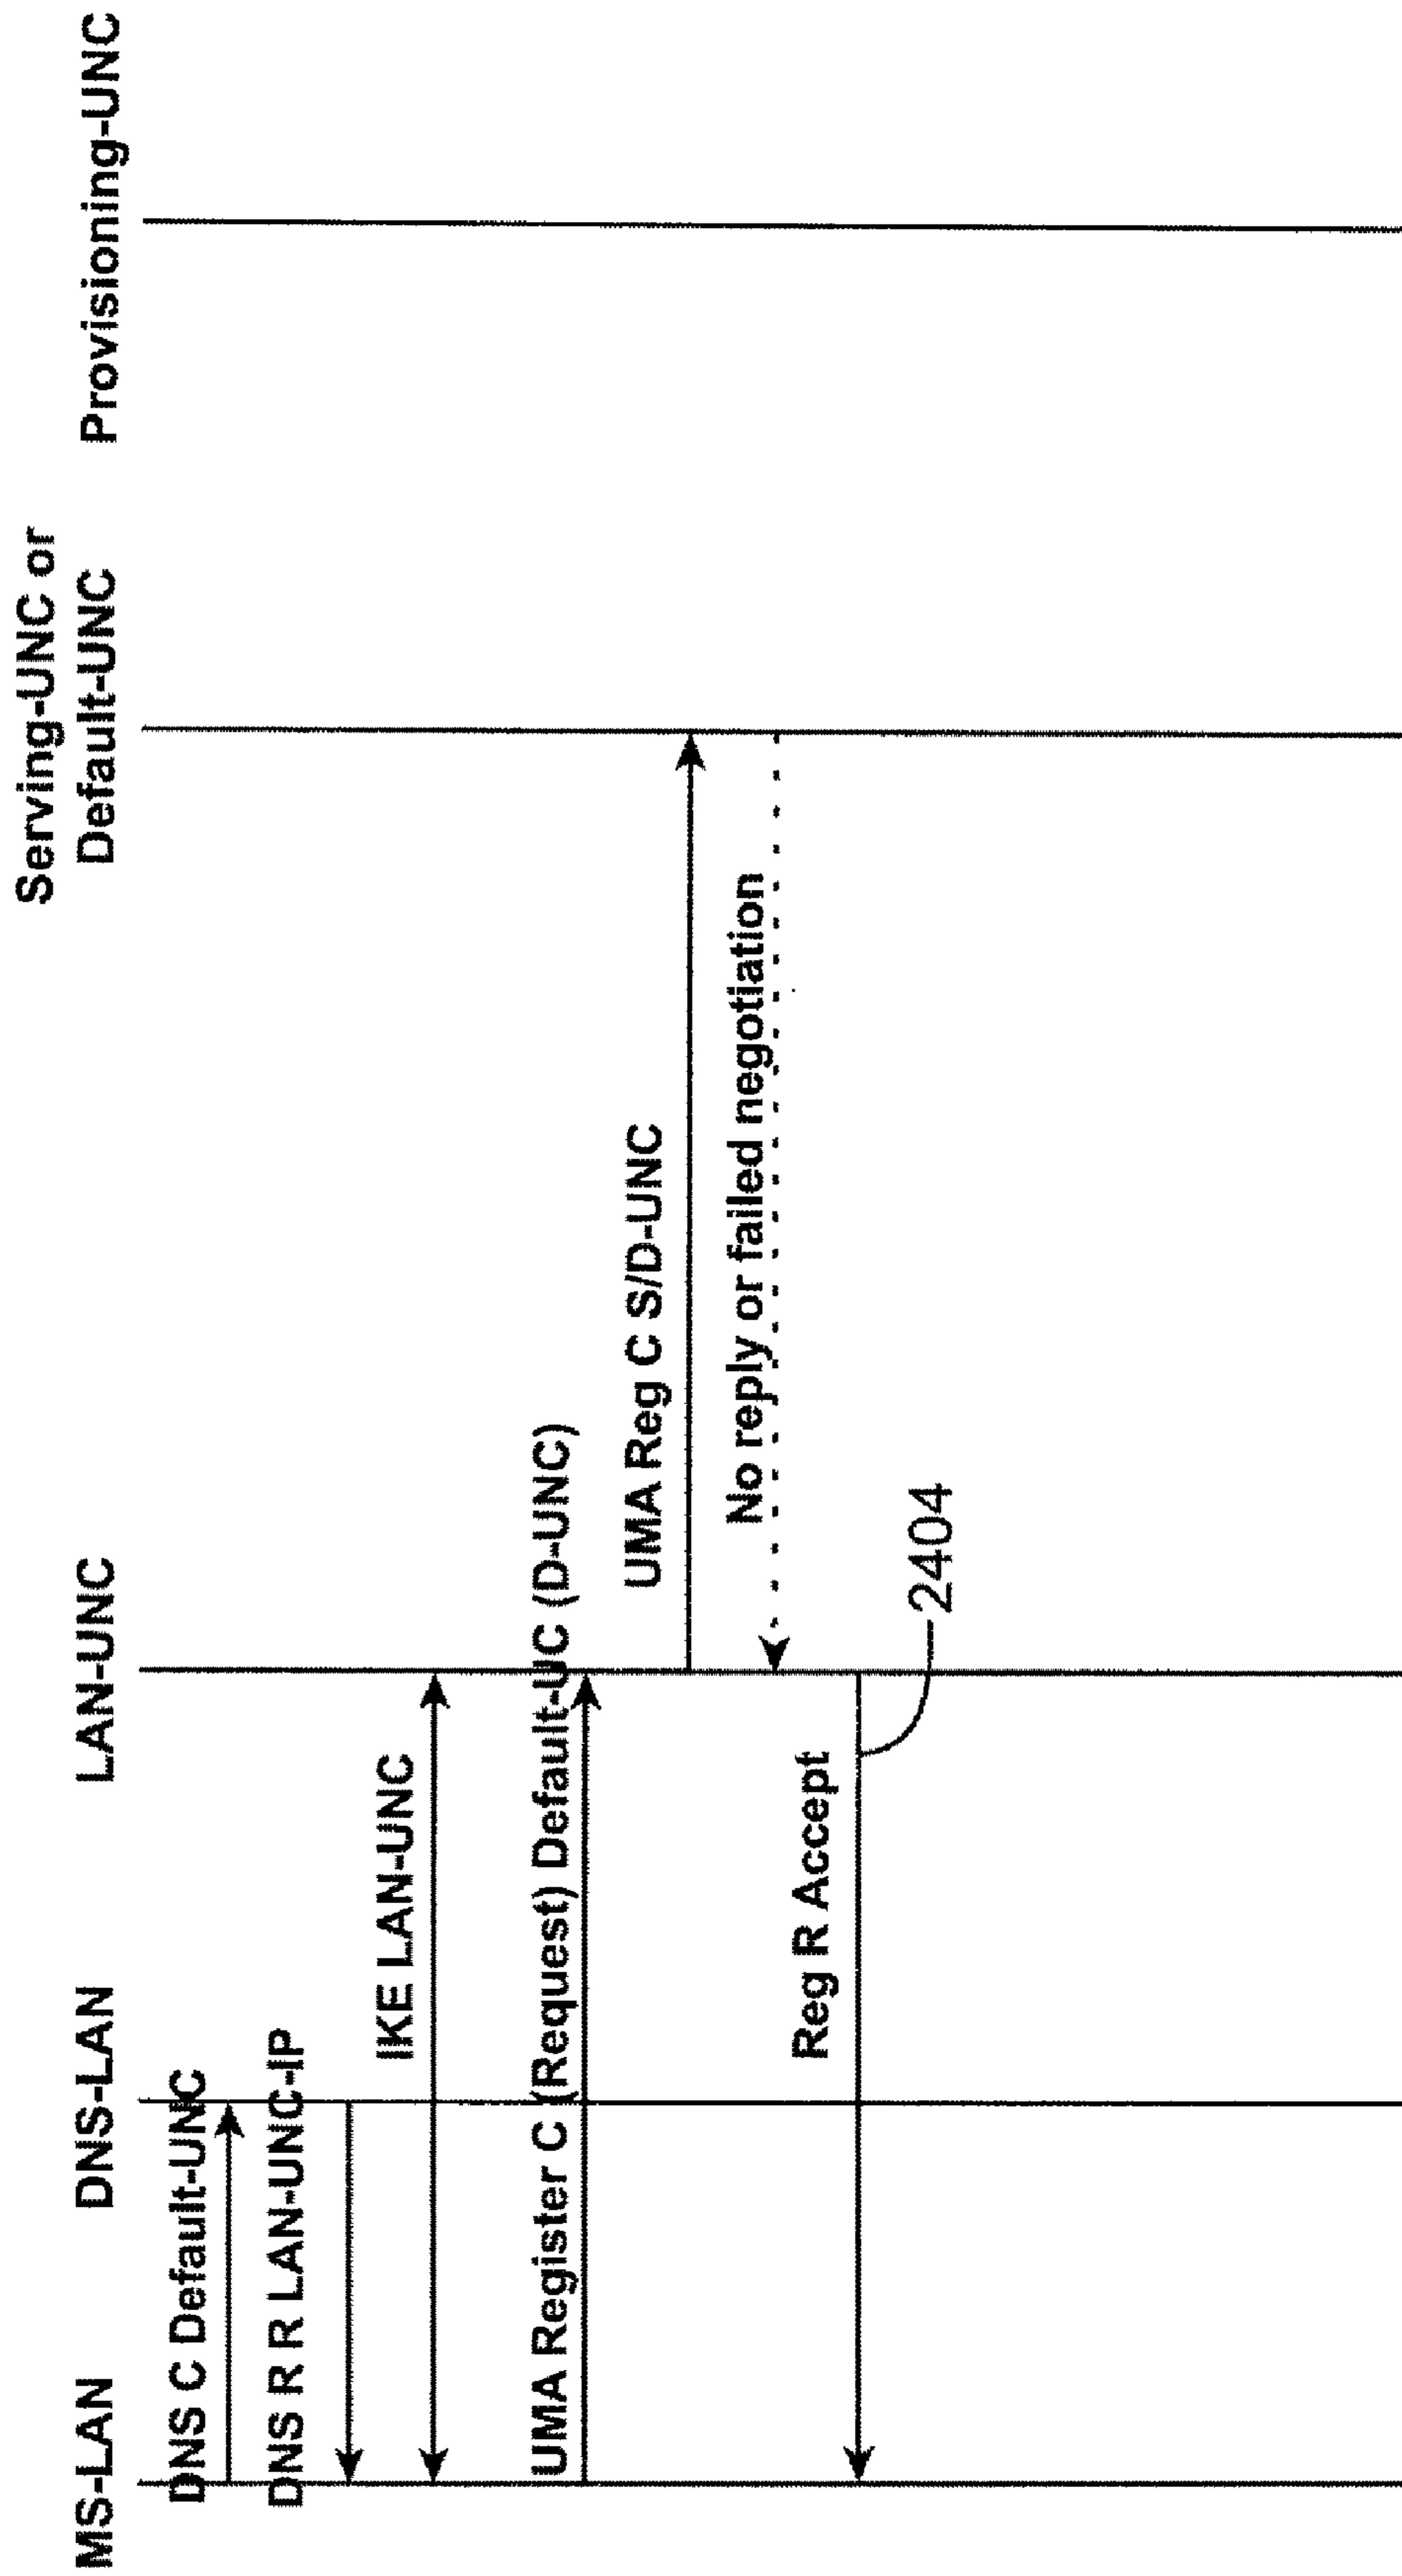 MS-LAN
DNS-LAN
LAN-UNC
Serving-UNC or
Default-UNC
Provisioning-UNC
DNS C Default-UNC
DNS R R LAN-UNC-IP
IKE LAN-UNC
UMA Register C (Request) Default-UC (D-UNC)
UMA Reg C S/D-UNC
No reply or failed negotiation
Reg R Accept
2404